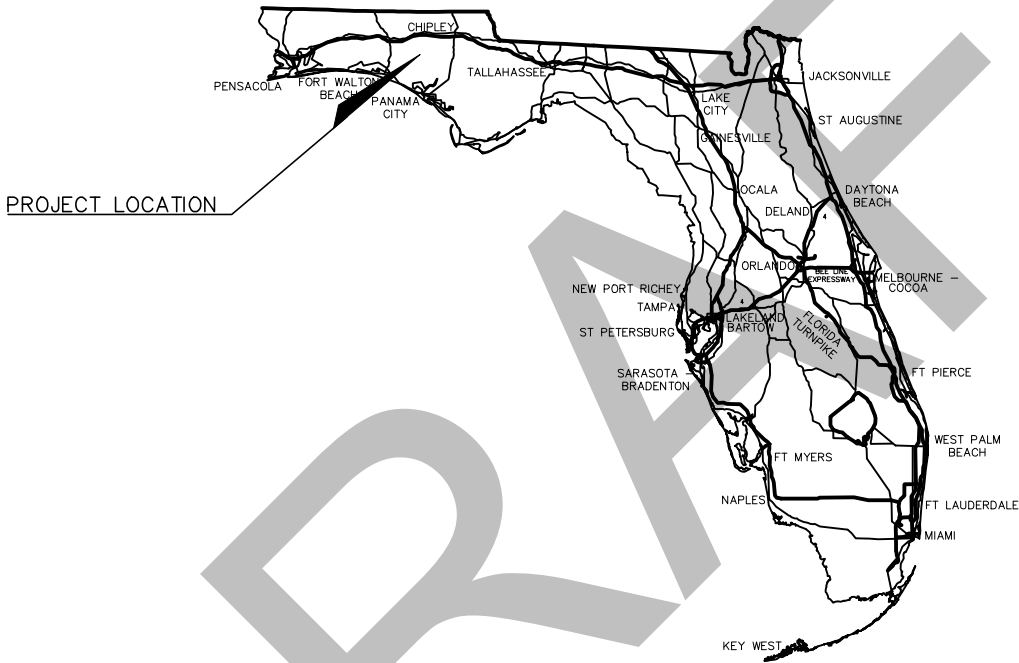 CHIPLEY
TALLAHASSEE
PENSACOLA
FORT WALTON
BEACH
PANAMA
CITY
JACKSONVILLE
LAKE
CITY
ST AUGUSTINE
GAINESVILLE
PROJECT LOCATION
OCALA
DAYTONA
BEACH
DELAND
4
ORLANDO
BEE LINE
EXPRESSWAY
MELBOURNE –
COCOA
NEW PORT RICHEY
TAMPA
4
LAKELAND
BARTOW
FLORIDA
TURNPIKE
ST PETERSBURG
SARASOTA –
BRADENTON
FT PIERCE
WEST PALM
BEACH
FT MYERS
NAPLES
FT LAUDERDALE
MIAMI
KEY WEST